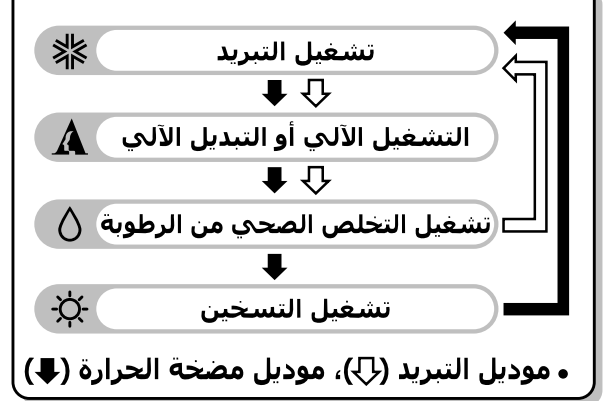 تشغيل التبريد
التشغيل الآلي أو التبديل الآلي
تشغيل التخلص الصحي من الرطوبة
تشغيل التسخين
• موديل التبريد (⇩)، موديل مضخة الحرارة (⬇)